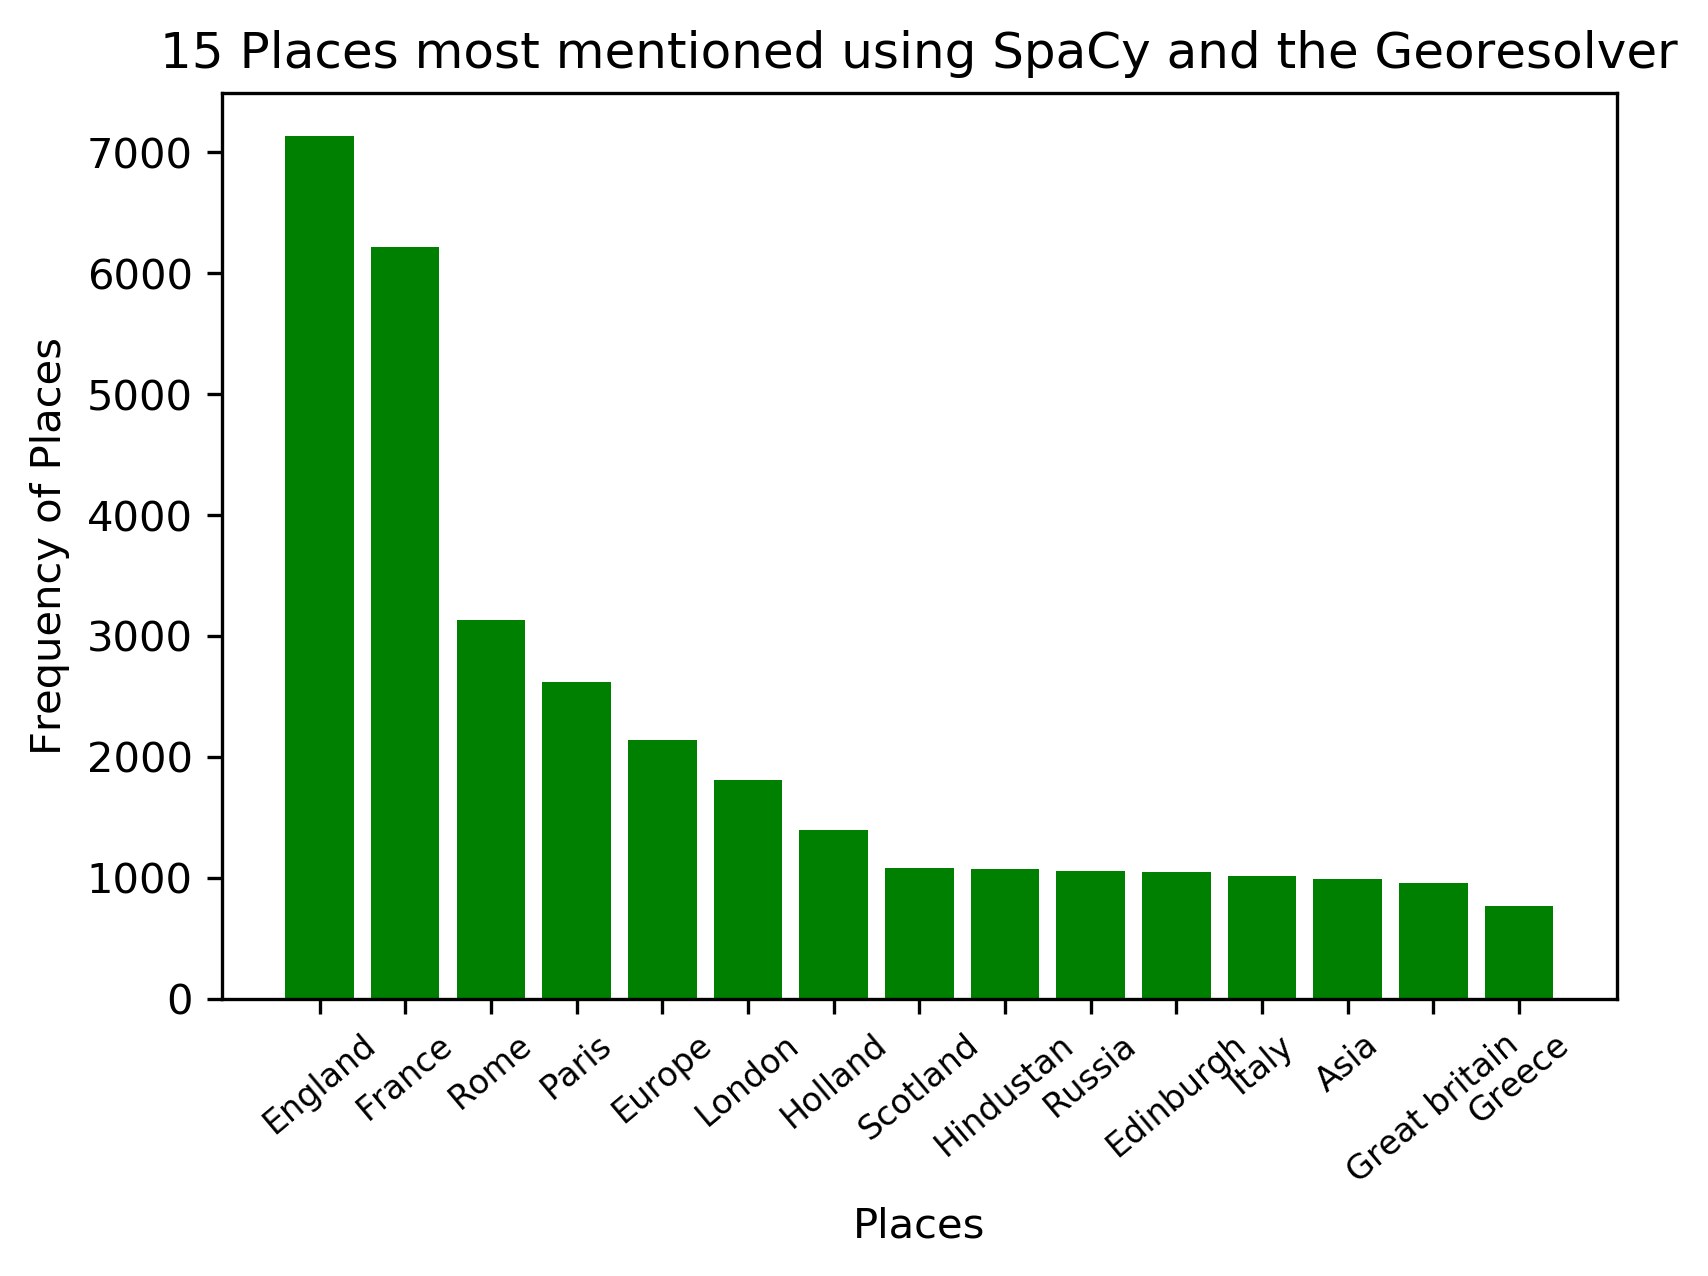 15 Places most mentioned using SpaCy and the Georesolver
Frequency of Places
7000
6000
5000
4000
3000
2000
1000
0
England
France
Rome
Paris
Europe
London
Holland
Scotland
Hindustan
Russia
Edinburgh
Italy
Asia
Great britain
Greece
Places